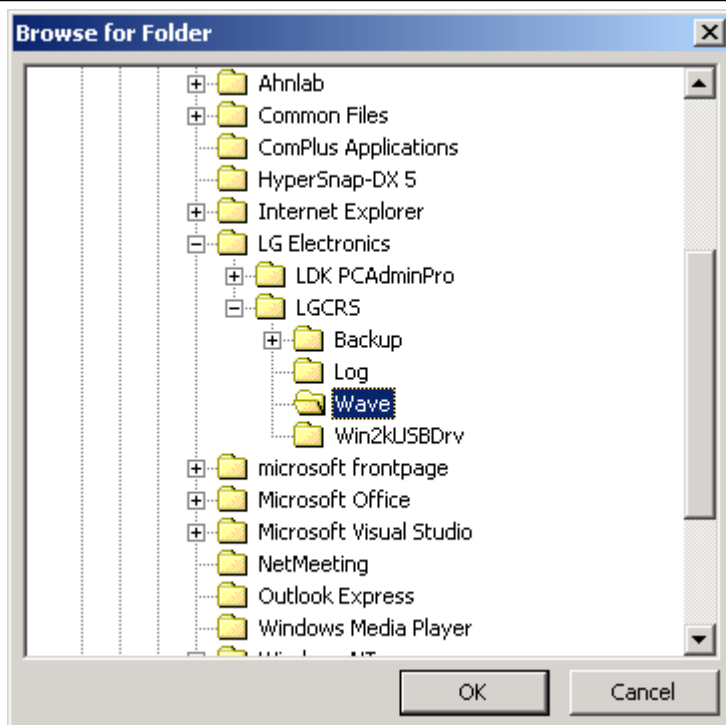 Browse for Folder
Ahnlab
Common Files
ComPlus Applications
HyperSnap-DX 5
Internet Explorer
LG Electronics
LDK PCAdminPro
LGCRS
Backup
Log
Wave
Win2kUSBDrv
microsoft frontpage
Microsoft Office
Microsoft Visual Studio
NetMeeting
Outlook Express
Windows Media Player
OK Cancel